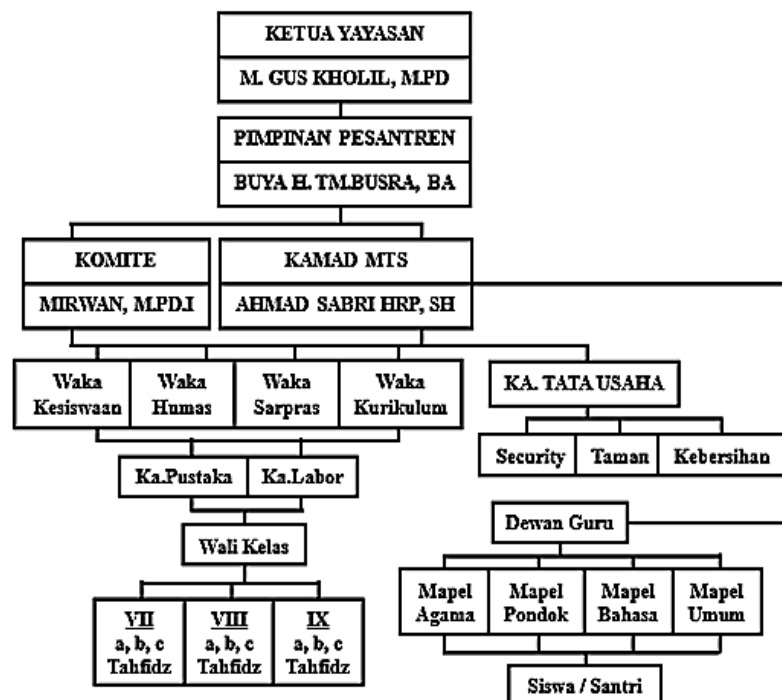 KETUA YAYASAN
M. GUS KHOLIL, M.PD
PIMPINAN PESANTREN
BUYA H. TM.BUSRA, BA
KOMITE
MIRWAN, M.PD.I
KAMAD MTS
AHMAD SABRI HRP, SH
Waka
Kesiswaan
Waka
Humas
Waka
Sarpras
Waka
Kurikulum
KA. TATA USAHA
Security
Taman
Kebersihan
Ka.Pustaka
Ka.Labor
Wali Kelas
VII
a, b, c
Tahfidz
VIII
a, b, c
Tahfidz
IX
a, b, c
Tahfidz
Dewan Guru
Mapel
Agama
Mapel
Pondok
Mapel
Bahasa
Mapel
Umum
Siswa / Santri